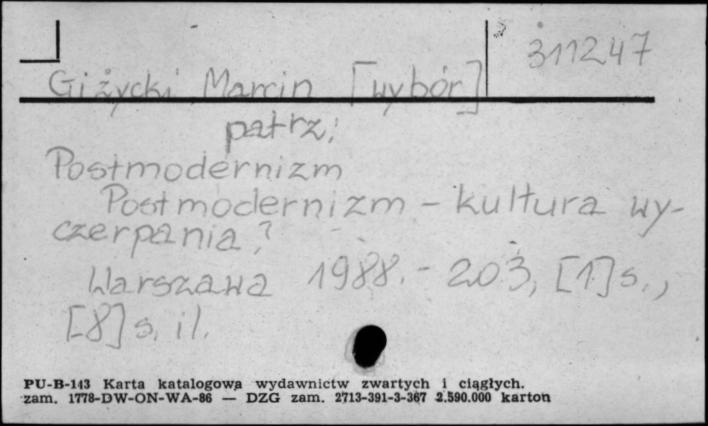 311247
Giżycki Marcin [wybór]
patrz:
Postmodernizm
Postmodernizm - kultura wy-
czerpania?
Warszawa 1988. - 203, [1] s.,
[8] s. il.
PU-B-143 Karta katalogowa wydawnictw zwartych i ciągłych.
zam. 1778-DW-ON-WA-86 — DZG zam. 2713-391-3-367 2.590.000 karton